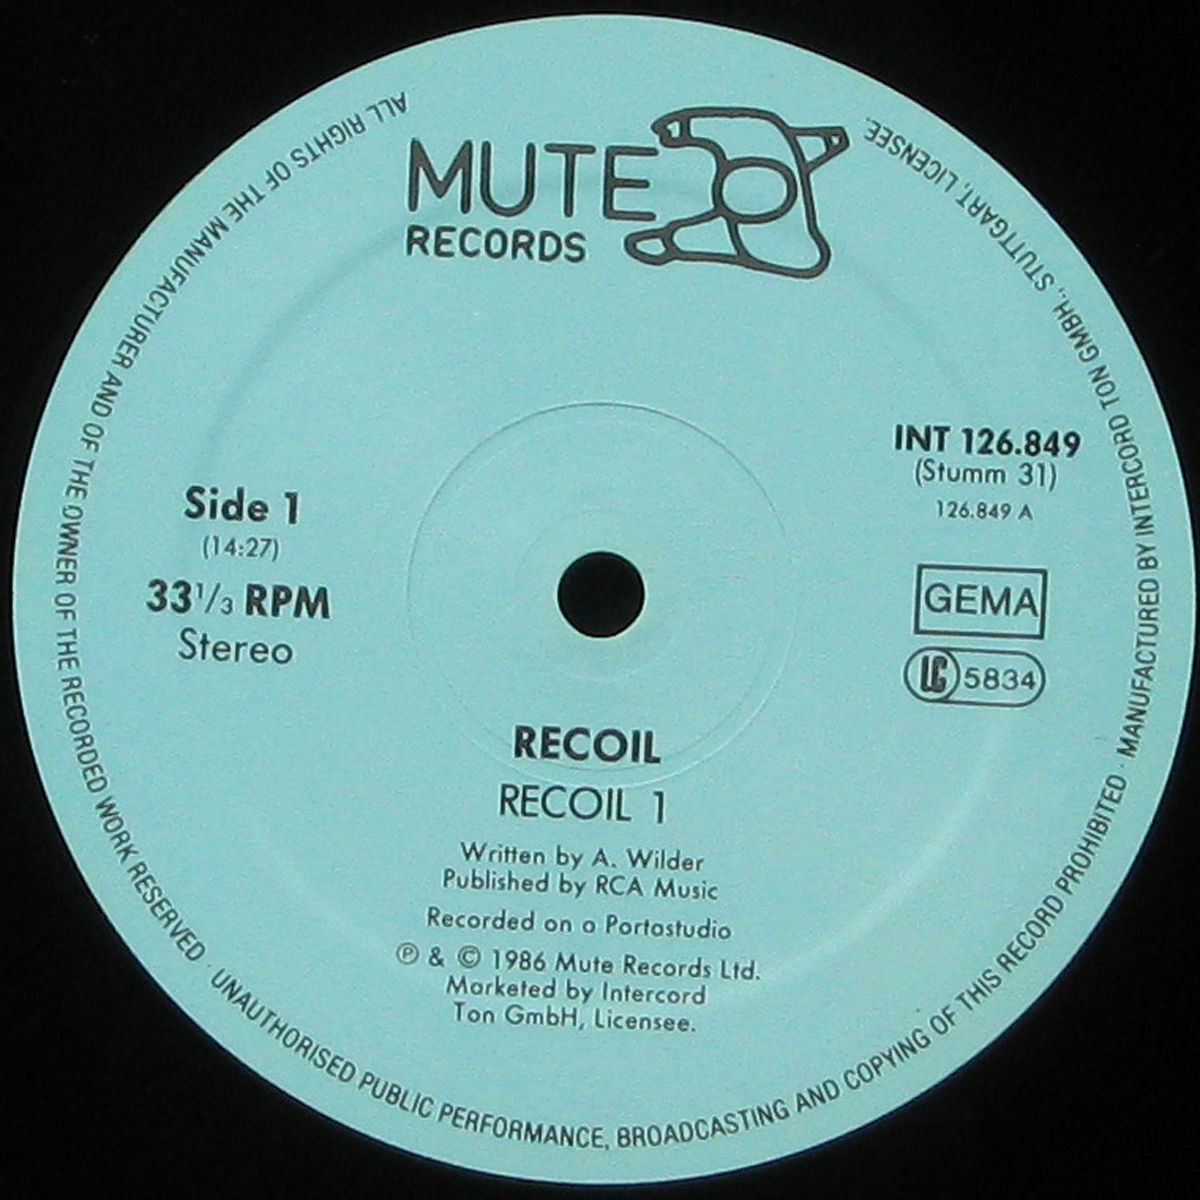 MUTE
RECORDS
INT 126.849
(Stumm 31)
126.849 A
GEMA
LC 5834
Side 1
(14:27)
33 1/3 RPM
Stereo
RECOIL
RECOIL 1
Written by A. Wilder
Published by RCA Music
Recorded on a Portastudio
℗ & © 1986 Mute Records Ltd.
Marketed by Intercord
Ton GmbH, Licensee.
ALL RIGHTS OF THE MANUFACTURER AND OF THE OWNER OF THE RECORDED WORK RESERVED · UNAUTHORISED PUBLIC PERFORMANCE, BROADCASTING AND COPYING OF THIS RECORD PROHIBITED · MANUFACTURED BY INTERCORD TON GMBH., STUTTGART, LICENSEE.